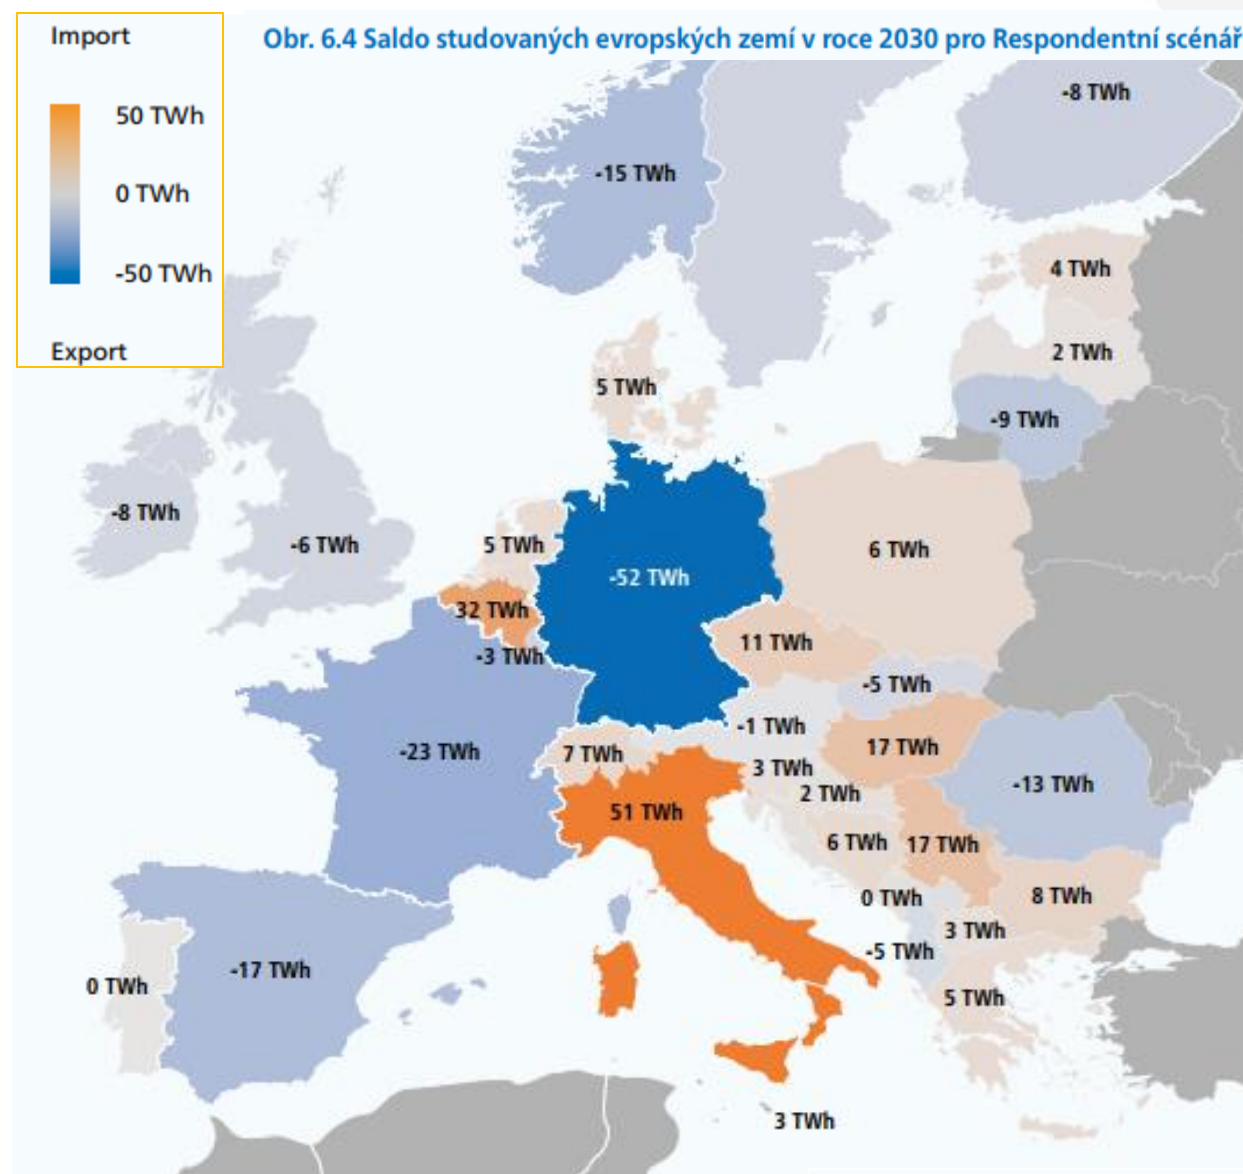 Import
Obr. 6.4 Saldo studovaných evropských zemí v roce 2030 pro Respondentní scénář
50 TWh
0 TWh
-50 TWh
Export
-8 TWh
-15 TWh
4 TWh
2 TWh
5 TWh
-9 TWh
-8 TWh
-6 TWh
5 TWh
6 TWh
-52 TWh
32 TWh
11 TWh
-3 TWh
-5 TWh
-1 TWh
-23 TWh
7 TWh
17 TWh
3 TWh
-13 TWh
2 TWh
51 TWh
6 TWh
17 TWh
0 TWh
8 TWh
3 TWh
-5 TWh
-17 TWh
0 TWh
5 TWh
3 TWh